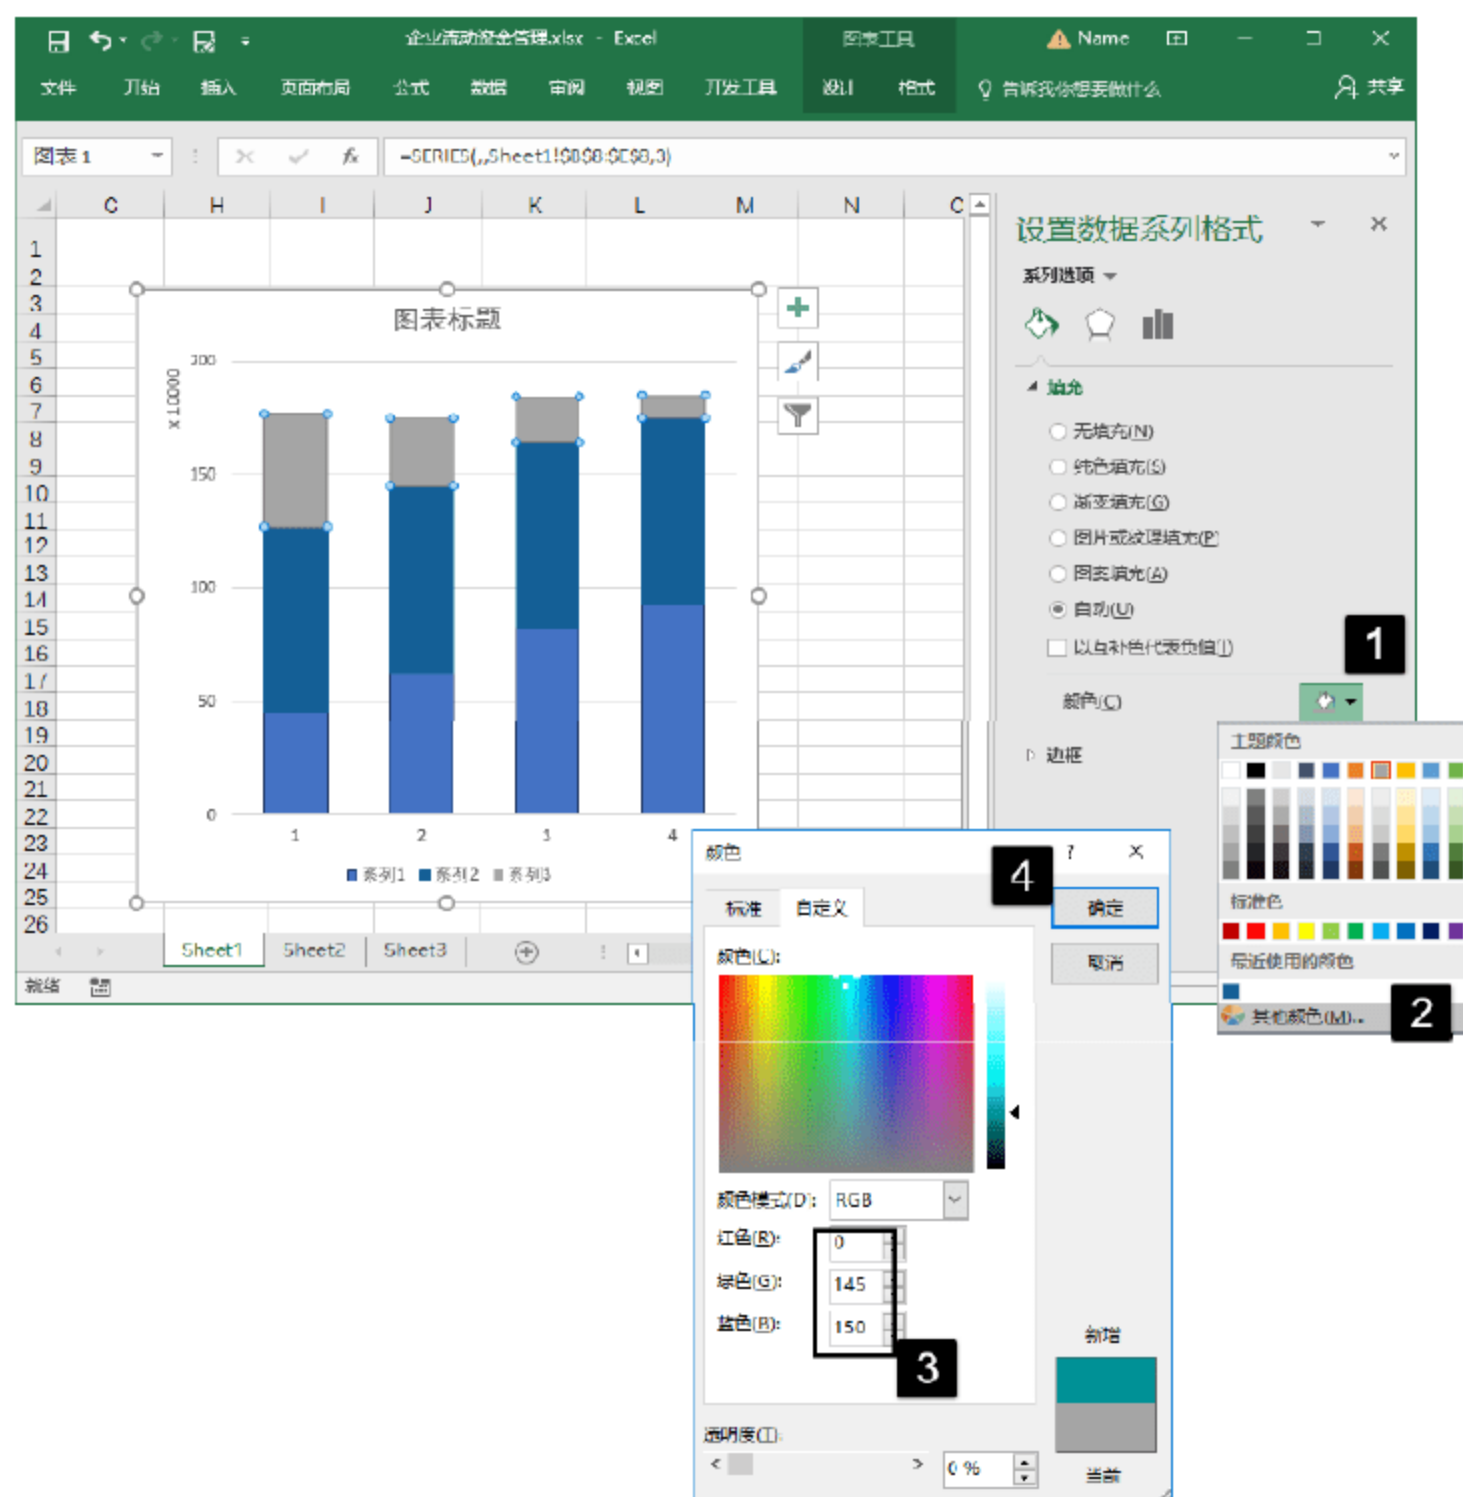 企业流动资金管理.xlsx - Excel
图表工具
Name
文件 开始 插入 页面布局 公式 数据 审阅 视图 开发工具 设计 格式 告诉我你想要做什么 共享
图表 1
fx
=SERIES(,,Sheet1!$B$8:$E$8,3)
G H I J K L M N O
1
2
3
4
5
6
7
8
9
10
11
12
13
14
15
16
17
18
19
20
21
22
23
24
25
26
图表标题
x 10000
200
150
100
50
0
1 2 3 4
系列1 系列2 系列3
Sheet1 Sheet2 Sheet3
就绪
设置数据系列格式
系列选项
填充
无填充(N)
纯色填充(S)
渐变填充(G)
图片或纹理填充(P)
图案填充(A)
自动(U)
以互补色代表负值(I)
1
颜色(C)
边框
主题颜色
标准色
最近使用的颜色
其他颜色(M)...
2
颜色
4
?
标准 自定义
确定
取消
颜色(C):
颜色模式(D): RGB
红色(R): 0
绿色(G): 145
蓝色(B): 150
3
新增
当前
透明度(T):
0 %